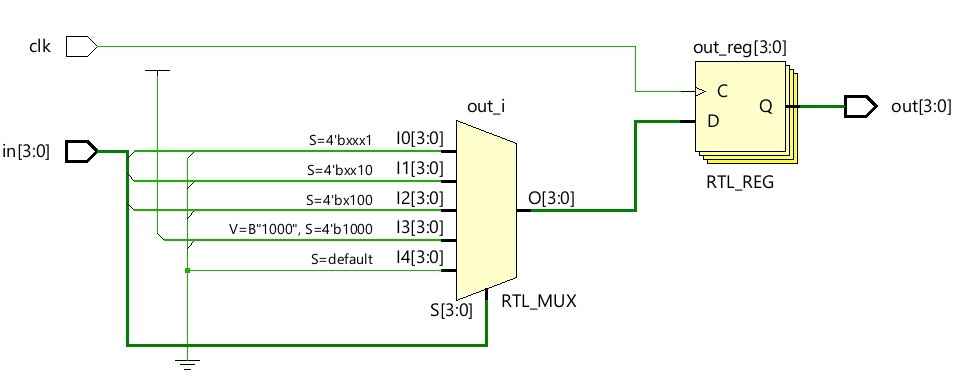 clk
out_reg[3:0]
C
Q
D
out[3:0]
RTL_REG
out_i
in[3:0]
S=4'bxxx1 I0[3:0]
S=4'bxx10 I1[3:0]
S=4'bx100 I2[3:0]
O[3:0]
V=B"1000", S=4'b1000 I3[3:0]
S=default I4[3:0]
S[3:0]
RTL_MUX